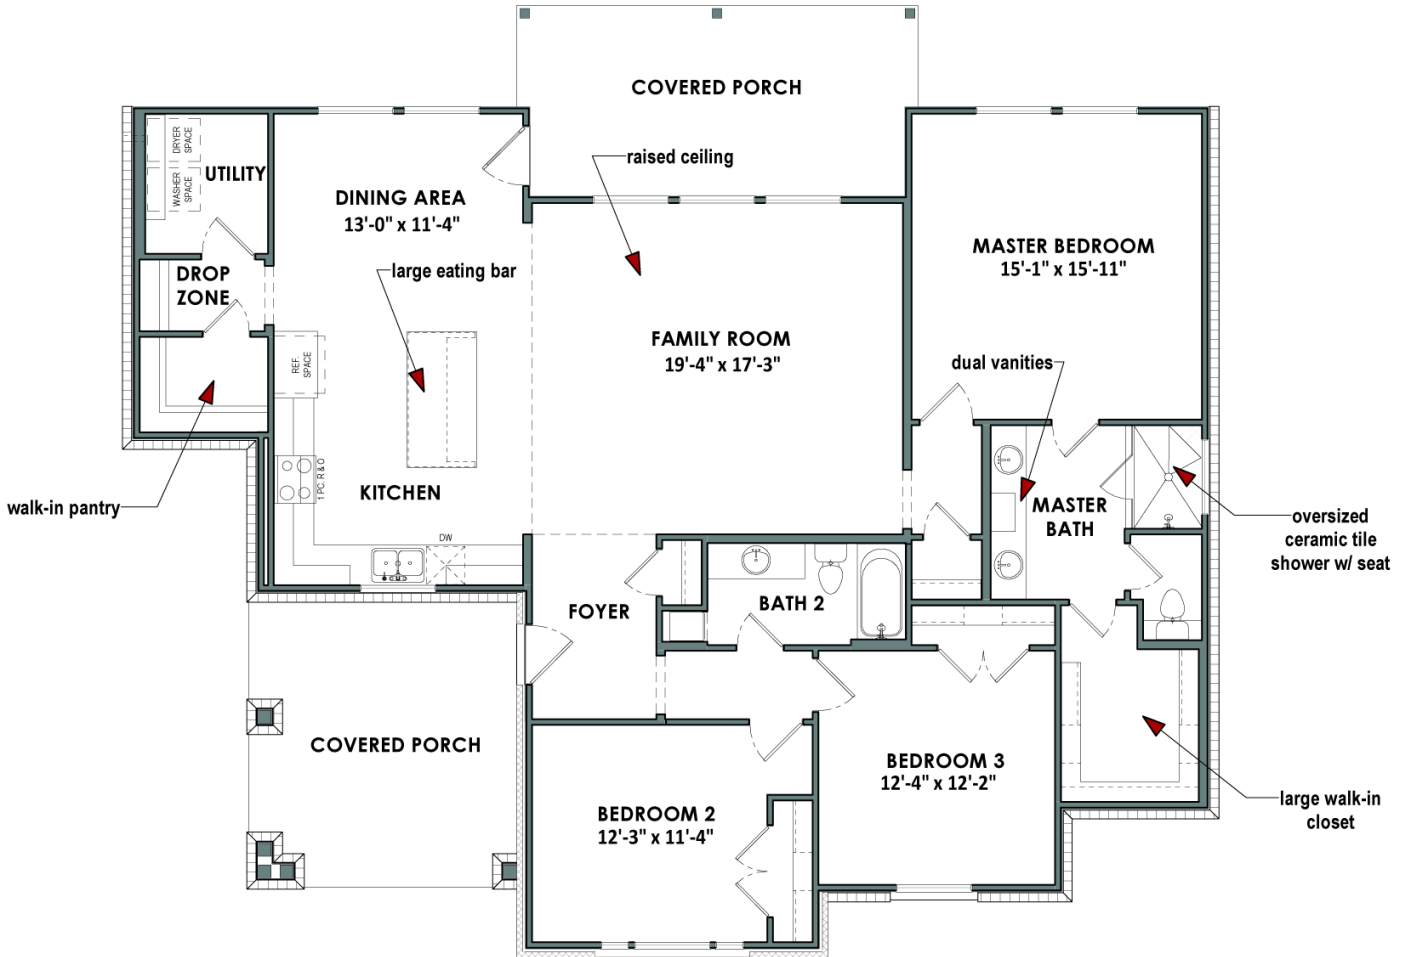 COVERED PORCH
raised ceiling
DRYER
SPACE
WASHER
SPACE
UTILITY
DINING AREA
13'-0" x 11'-4"
MASTER BEDROOM
15'-1" x 15'-11"
DROP
ZONE
large eating bar
FAMILY ROOM
19'-4" x 17'-3"
REF.
SPACE
dual vanities
walk-in pantry
1 PC. R & O
KITCHEN
MASTER
BATH
oversized
ceramic tile
shower w/ seat
DW
FOYER
BATH 2
COVERED PORCH
BEDROOM 3
12'-4" x 12'-2"
BEDROOM 2
12'-3" x 11'-4"
large walk-in
closet